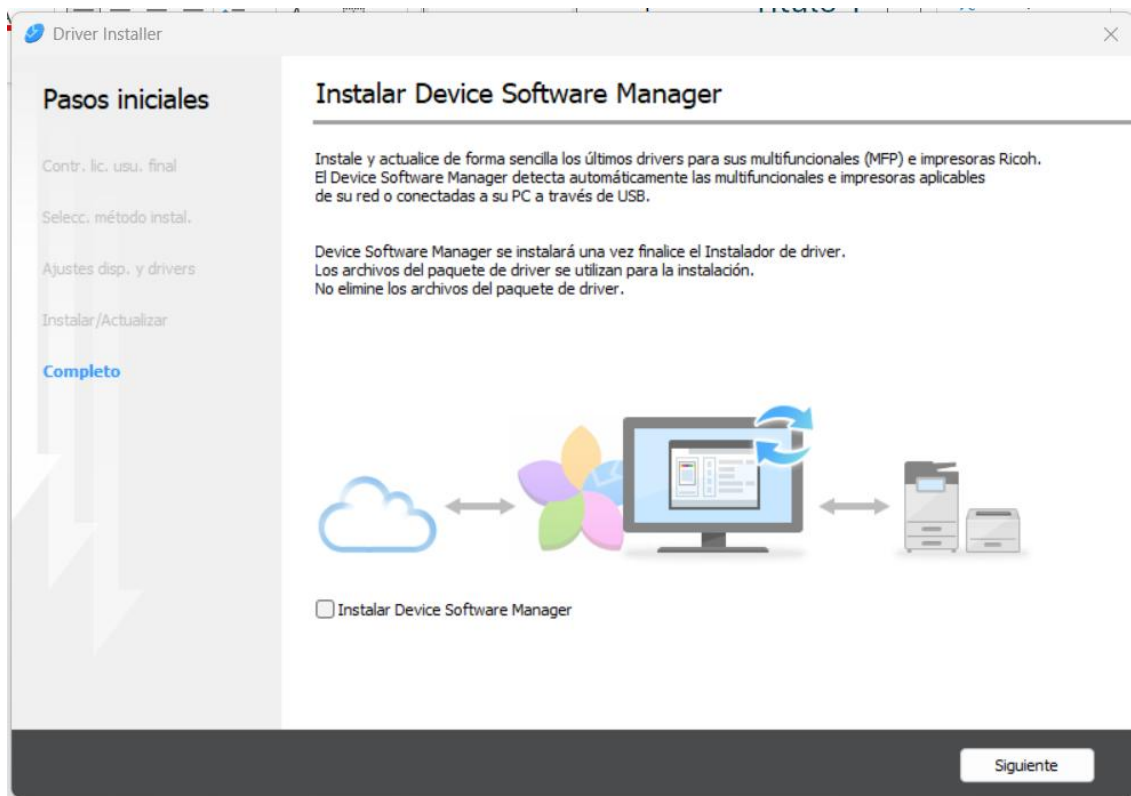 Driver Installer
Pasos iniciales
Contr. lic. usu. final
Selecc. método instal.
Ajustes disp. y drivers
Instalar/Actualizar
Completo
Instalar Device Software Manager
Instale y actualice de forma sencilla los últimos drivers para sus multifuncionales (MFP) e impresoras Ricoh.
El Device Software Manager detecta automáticamente las multifuncionales e impresoras aplicables
de su red o conectadas a su PC a través de USB.
Device Software Manager se instalará una vez finalice el Instalador de driver.
Los archivos del paquete de driver se utilizan para la instalación.
No elimine los archivos del paquete de driver.
Instalar Device Software Manager
Siguiente